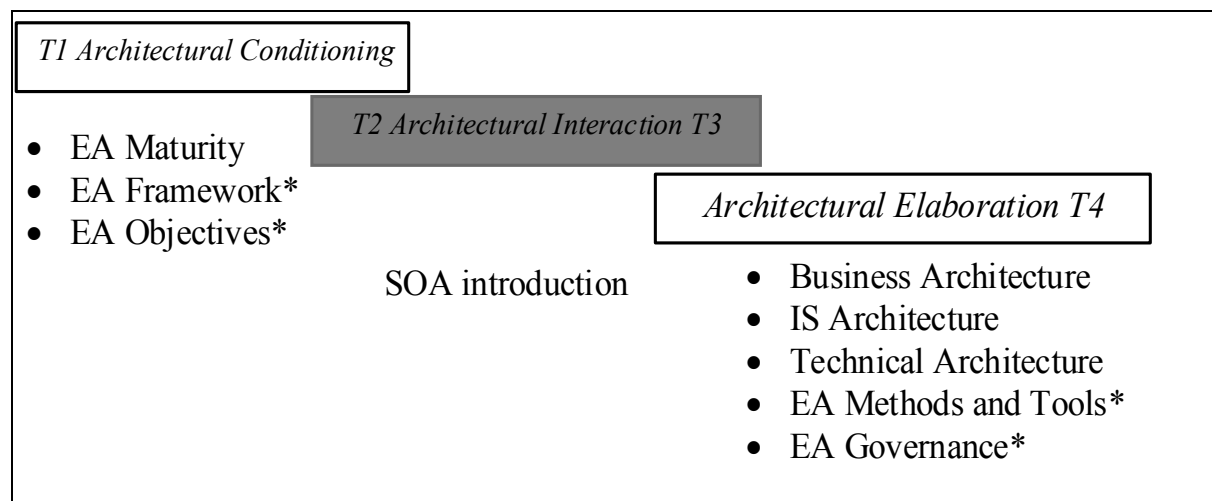 T1 Architectural Conditioning
T2 Architectural Interaction T3
• EA Maturity
• EA Framework*
• EA Objectives*
Architectural Elaboration T4
SOA introduction
• Business Architecture
• IS Architecture
• Technical Architecture
• EA Methods and Tools*
• EA Governance*